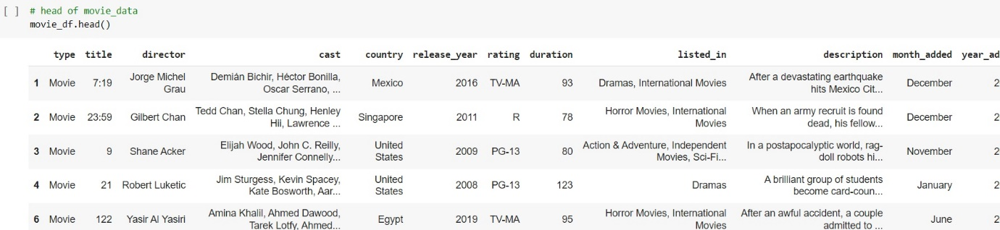 [ ] # head of movie_data
movie_df.head()
type title director cast country release_year rating duration listed_in description month_added year_ad
1 Movie 7:19 Jorge Michel Grau Demián Bichir, Héctor Bonilla, Oscar Serrano, ... Mexico 2016 TV-MA 93 Dramas, International Movies After a devastating earthquake hits Mexico Cit... December 2
2 Movie 23:59 Gilbert Chan Tedd Chan, Stella Chung, Henley Hii, Lawrence ... Singapore 2011 R 78 Horror Movies, International Movies When an army recruit is found dead, his fellow... December 2
3 Movie 9 Shane Acker Elijah Wood, John C. Reilly, Jennifer Connelly... United States 2009 PG-13 80 Action & Adventure, Independent Movies, Sci-Fi... In a postapocalyptic world, rag-doll robots hi... November 2
4 Movie 21 Robert Luketic Jim Sturgess, Kevin Spacey, Kate Bosworth, Aar... United States 2008 PG-13 123 Dramas A brilliant group of students become card-coun... January 2
6 Movie 122 Yasir Al Yasiri Amina Khalil, Ahmed Dawood, Tarek Lotfy, Ahmed... Egypt 2019 TV-MA 95 Horror Movies, International Movies After an awful accident, a couple admitted to ... June 2